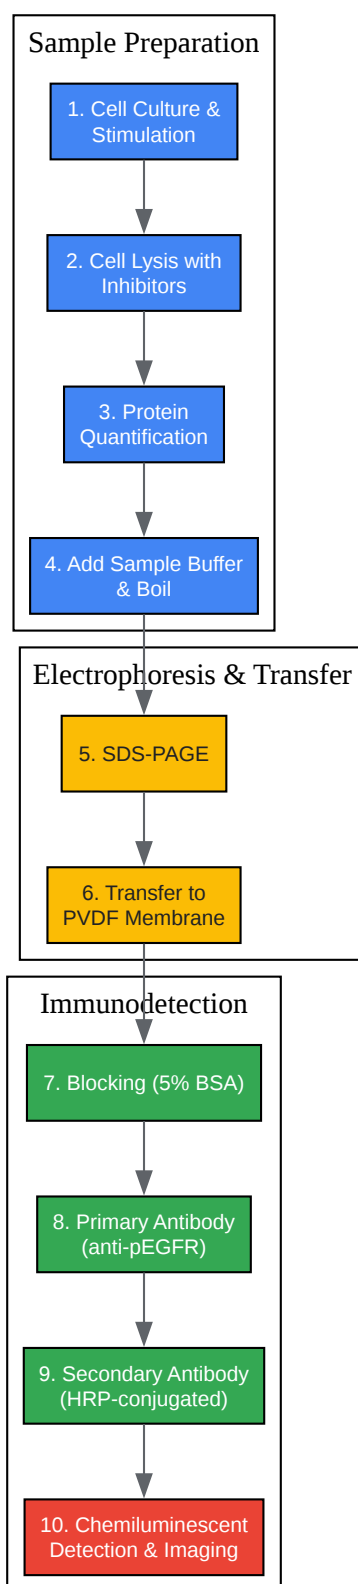 Sample Preparation
1. Cell Culture &
Stimulation
2. Cell Lysis with
Inhibitors
3. Protein
Quantification
4. Add Sample Buffer
& Boil
Electrophoresis & Transfer
5. SDS-PAGE
6. Transfer to
PVDF Membrane
Immunodetection
7. Blocking (5% BSA)
8. Primary Antibody
(anti-pEGFR)
9. Secondary Antibody
(HRP-conjugated)
10. Chemiluminescent
Detection & Imaging